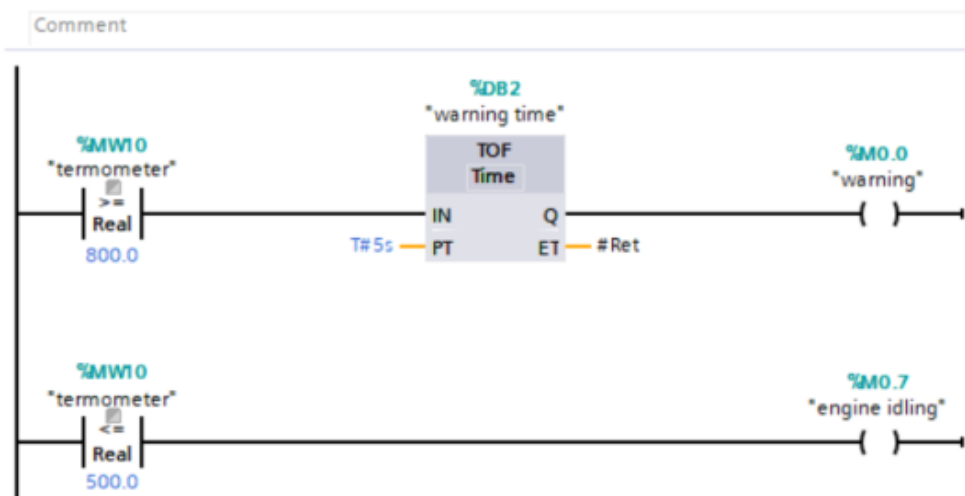 Comment
%DB2
"warning time"
TOF
Time
%MW10
"termometer"
>=
Real
800.0
IN
Q
T#5s
PT
ET
#Ret
%M0.0
"warning"
%MW10
"termometer"
<=
Real
500.0
%M0.7
"engine idling"